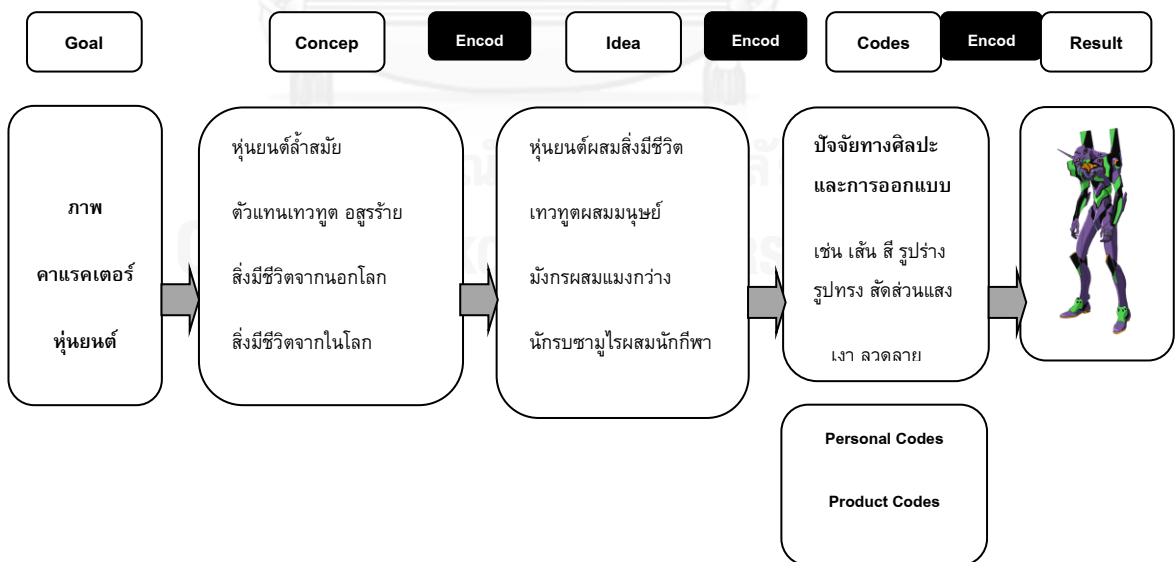 Goal
Concep
Encod
Idea
Encod
Codes
Encod
Result
ภาพ
คาแรคเตอร์
หุ่นยนต์
หุ่นยนต์ล้ำสมัย
ตัวแทนเทวทูต อสูรร้าย
สิ่งมีชีวิตจากนอกโลก
สิ่งมีชีวิตจากในโลก
หุ่นยนต์ผสมสิ่งมีชีวิต
เทวทูตผสมมนุษย์
มังกรผสมแมงกว่าง
นักรบซามูไรผสมนักกีฬา
ปัจจัยทางศิลปะ
และการออกแบบ
เช่น เส้น สี รูปร่าง
รูปทรง สัดส่วนแสง
เงา ลวดลาย
Personal Codes
Product Codes